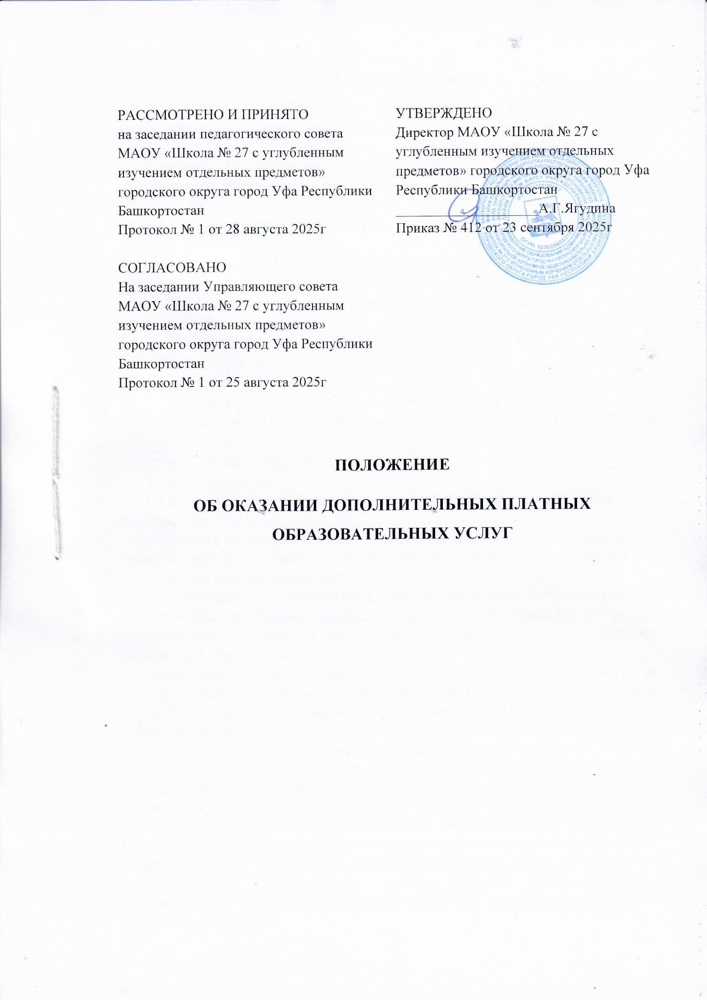 РАССМОТРЕНО И ПРИНЯТО
на заседании педагогического совета
МАОУ «Школа № 27 с углубленным
изучением отдельных предметов»
городского округа город Уфа Республики
Башкортостан
Протокол № 1 от 28 августа 2025г
УТВЕРЖДЕНО
Директор МАОУ «Школа № 27 с
углубленным изучением отдельных
предметов» городского округа город Уфа
Республики Башкортостан
____________________А.Г.Ягудина
Приказ № 412 от 23 сентября 2025г
СОГЛАСОВАНО
На заседании Управляющего совета
МАОУ «Школа № 27 с углубленным
изучением отдельных предметов»
городского округа город Уфа Республики
Башкортостан
Протокол № 1 от 25 августа 2025г
ПОЛОЖЕНИЕ
ОБ ОКАЗАНИИ ДОПОЛНИТЕЛЬНЫХ ПЛАТНЫХ
ОБРАЗОВАТЕЛЬНЫХ УСЛУГ